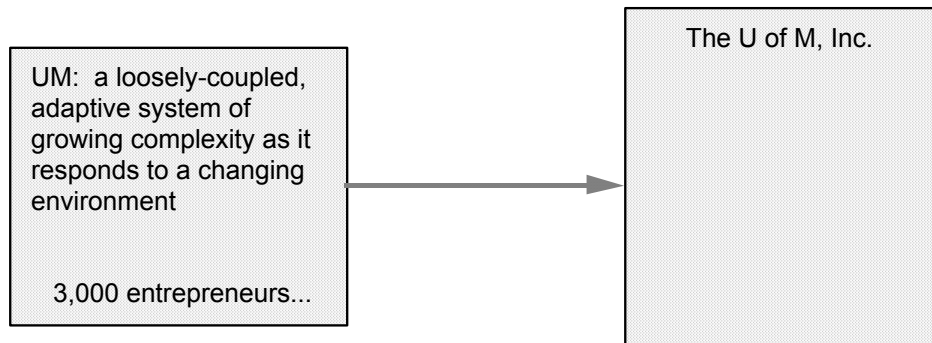 UM:  a loosely-coupled,
adaptive system of
growing complexity as it
responds to a changing
environment
3,000 entrepreneurs...
The U of M, Inc.